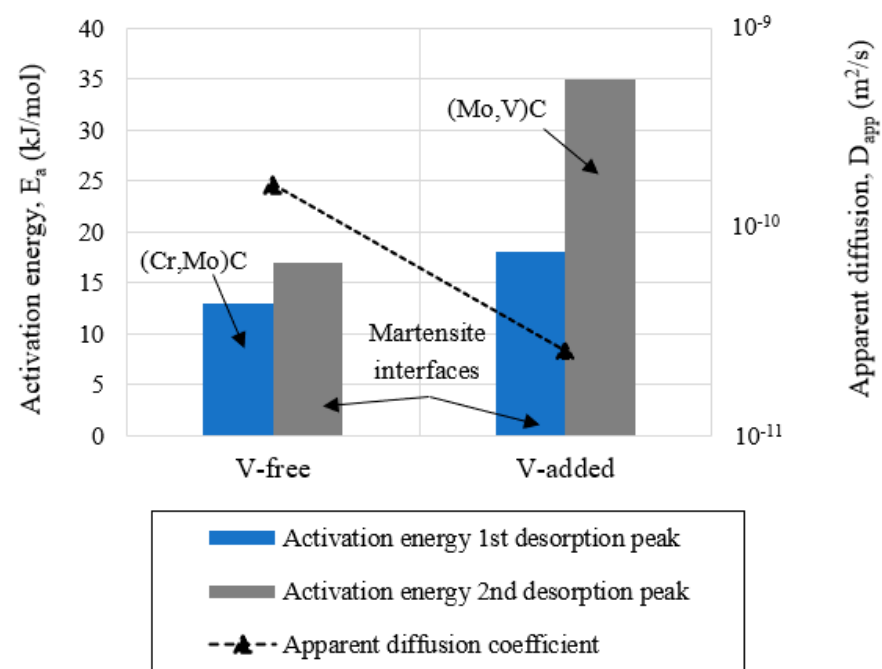 Activation energy, Eₐ (kJ/mol)
40
35
30
25
20
15
10
5
0
(Cr,Mo)C
(Mo,V)C
Martensite
interfaces
10⁻⁹
10⁻¹⁰
10⁻¹¹
Apparent diffusion, Dₐₚₚ (m²/s)
V-free
V-added
Activation energy 1st desorption peak
Activation energy 2nd desorption peak
Apparent diffusion coefficient